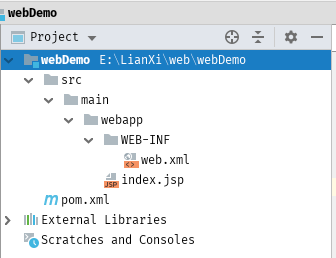 webDemo
Project
webDemo E:\LianXi\web\webDemo
src
main
webapp
WEB-INF
web.xml
JSP index.jsp
m pom.xml
External Libraries
Scratches and Consoles